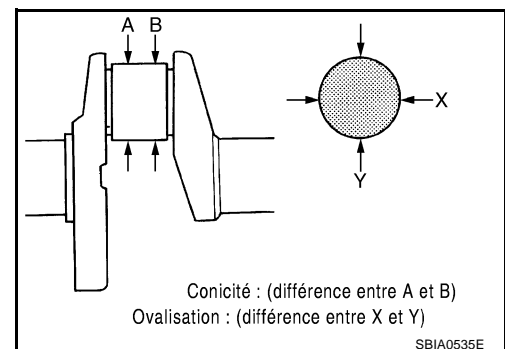 A B
X
Y
Conicité : (différence entre A et B)
Ovalisation : (différence entre X et Y)
SBIA0535E